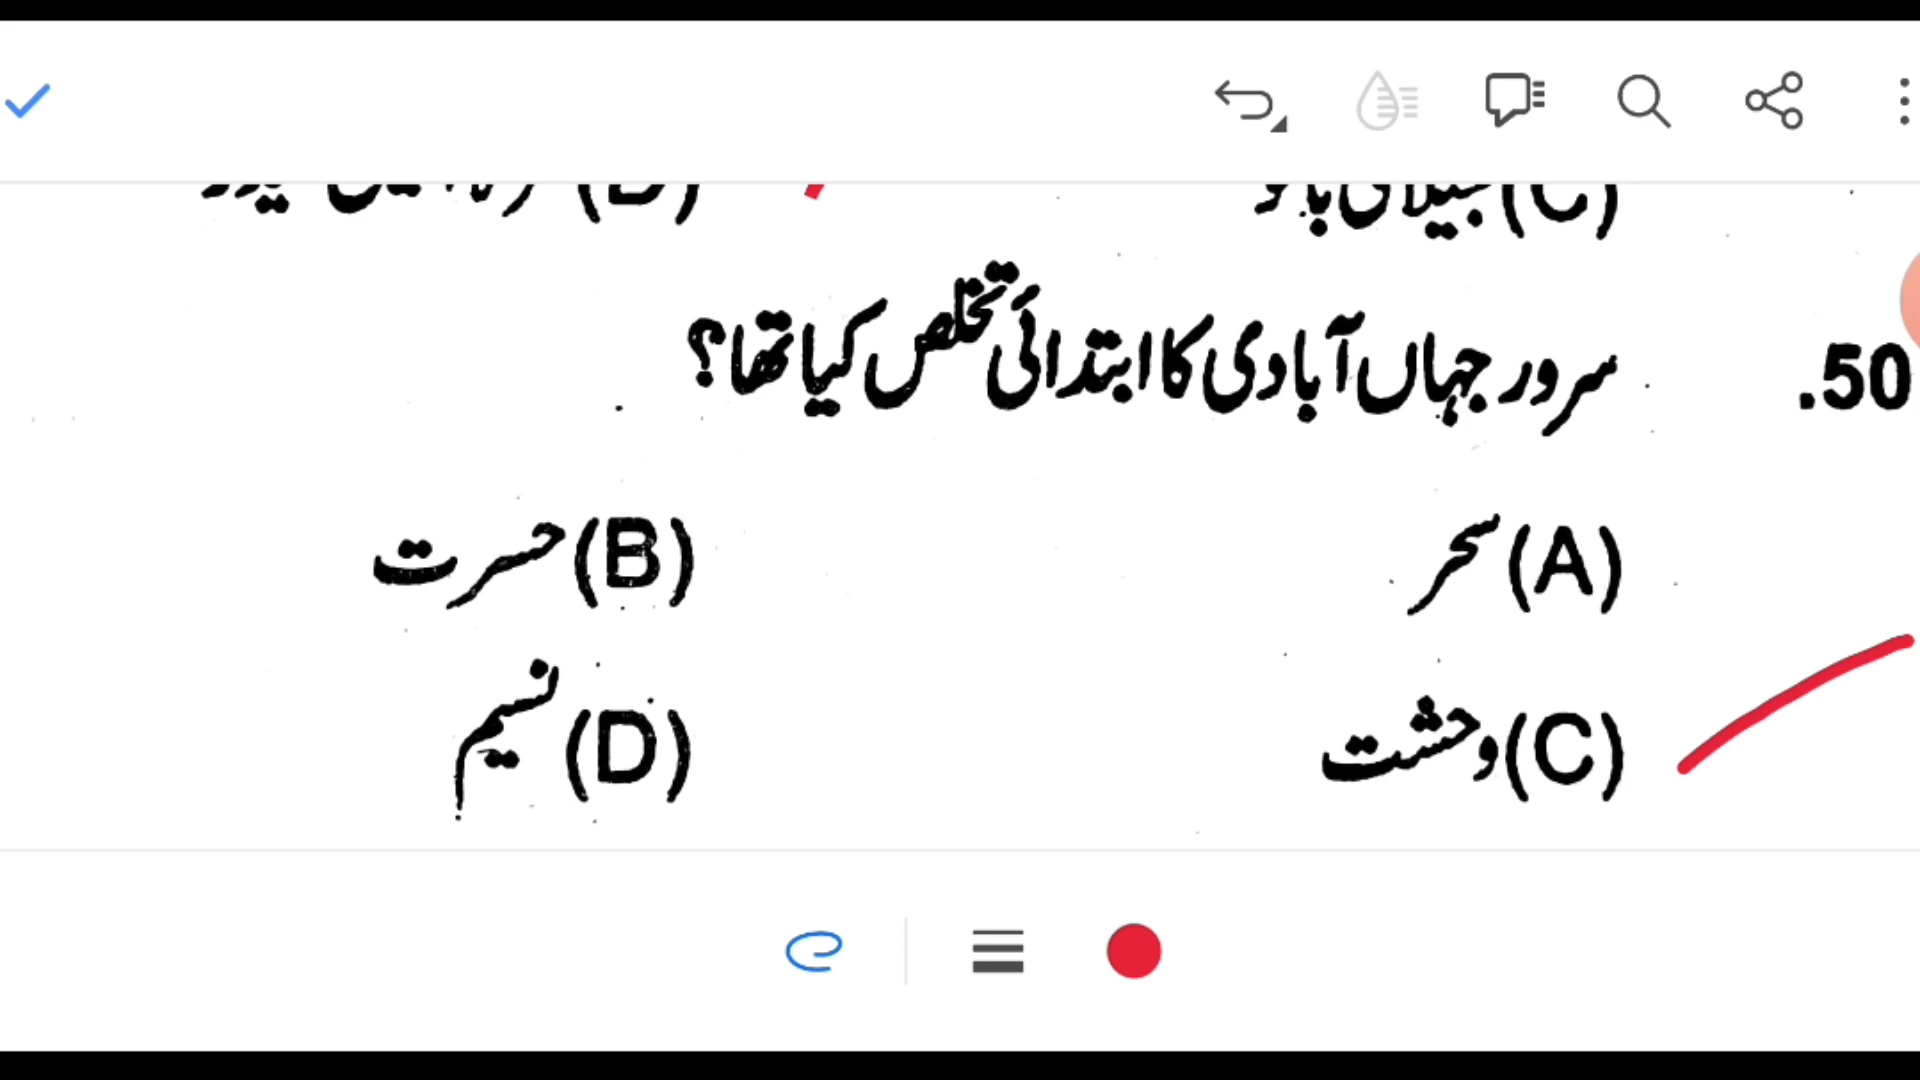 (C)
50. سرور جہاں آبادی کا ابتدائی تخلص کیا تھا؟
(A) سحر (B) حسرت
(C) وحشت (D) نسیم